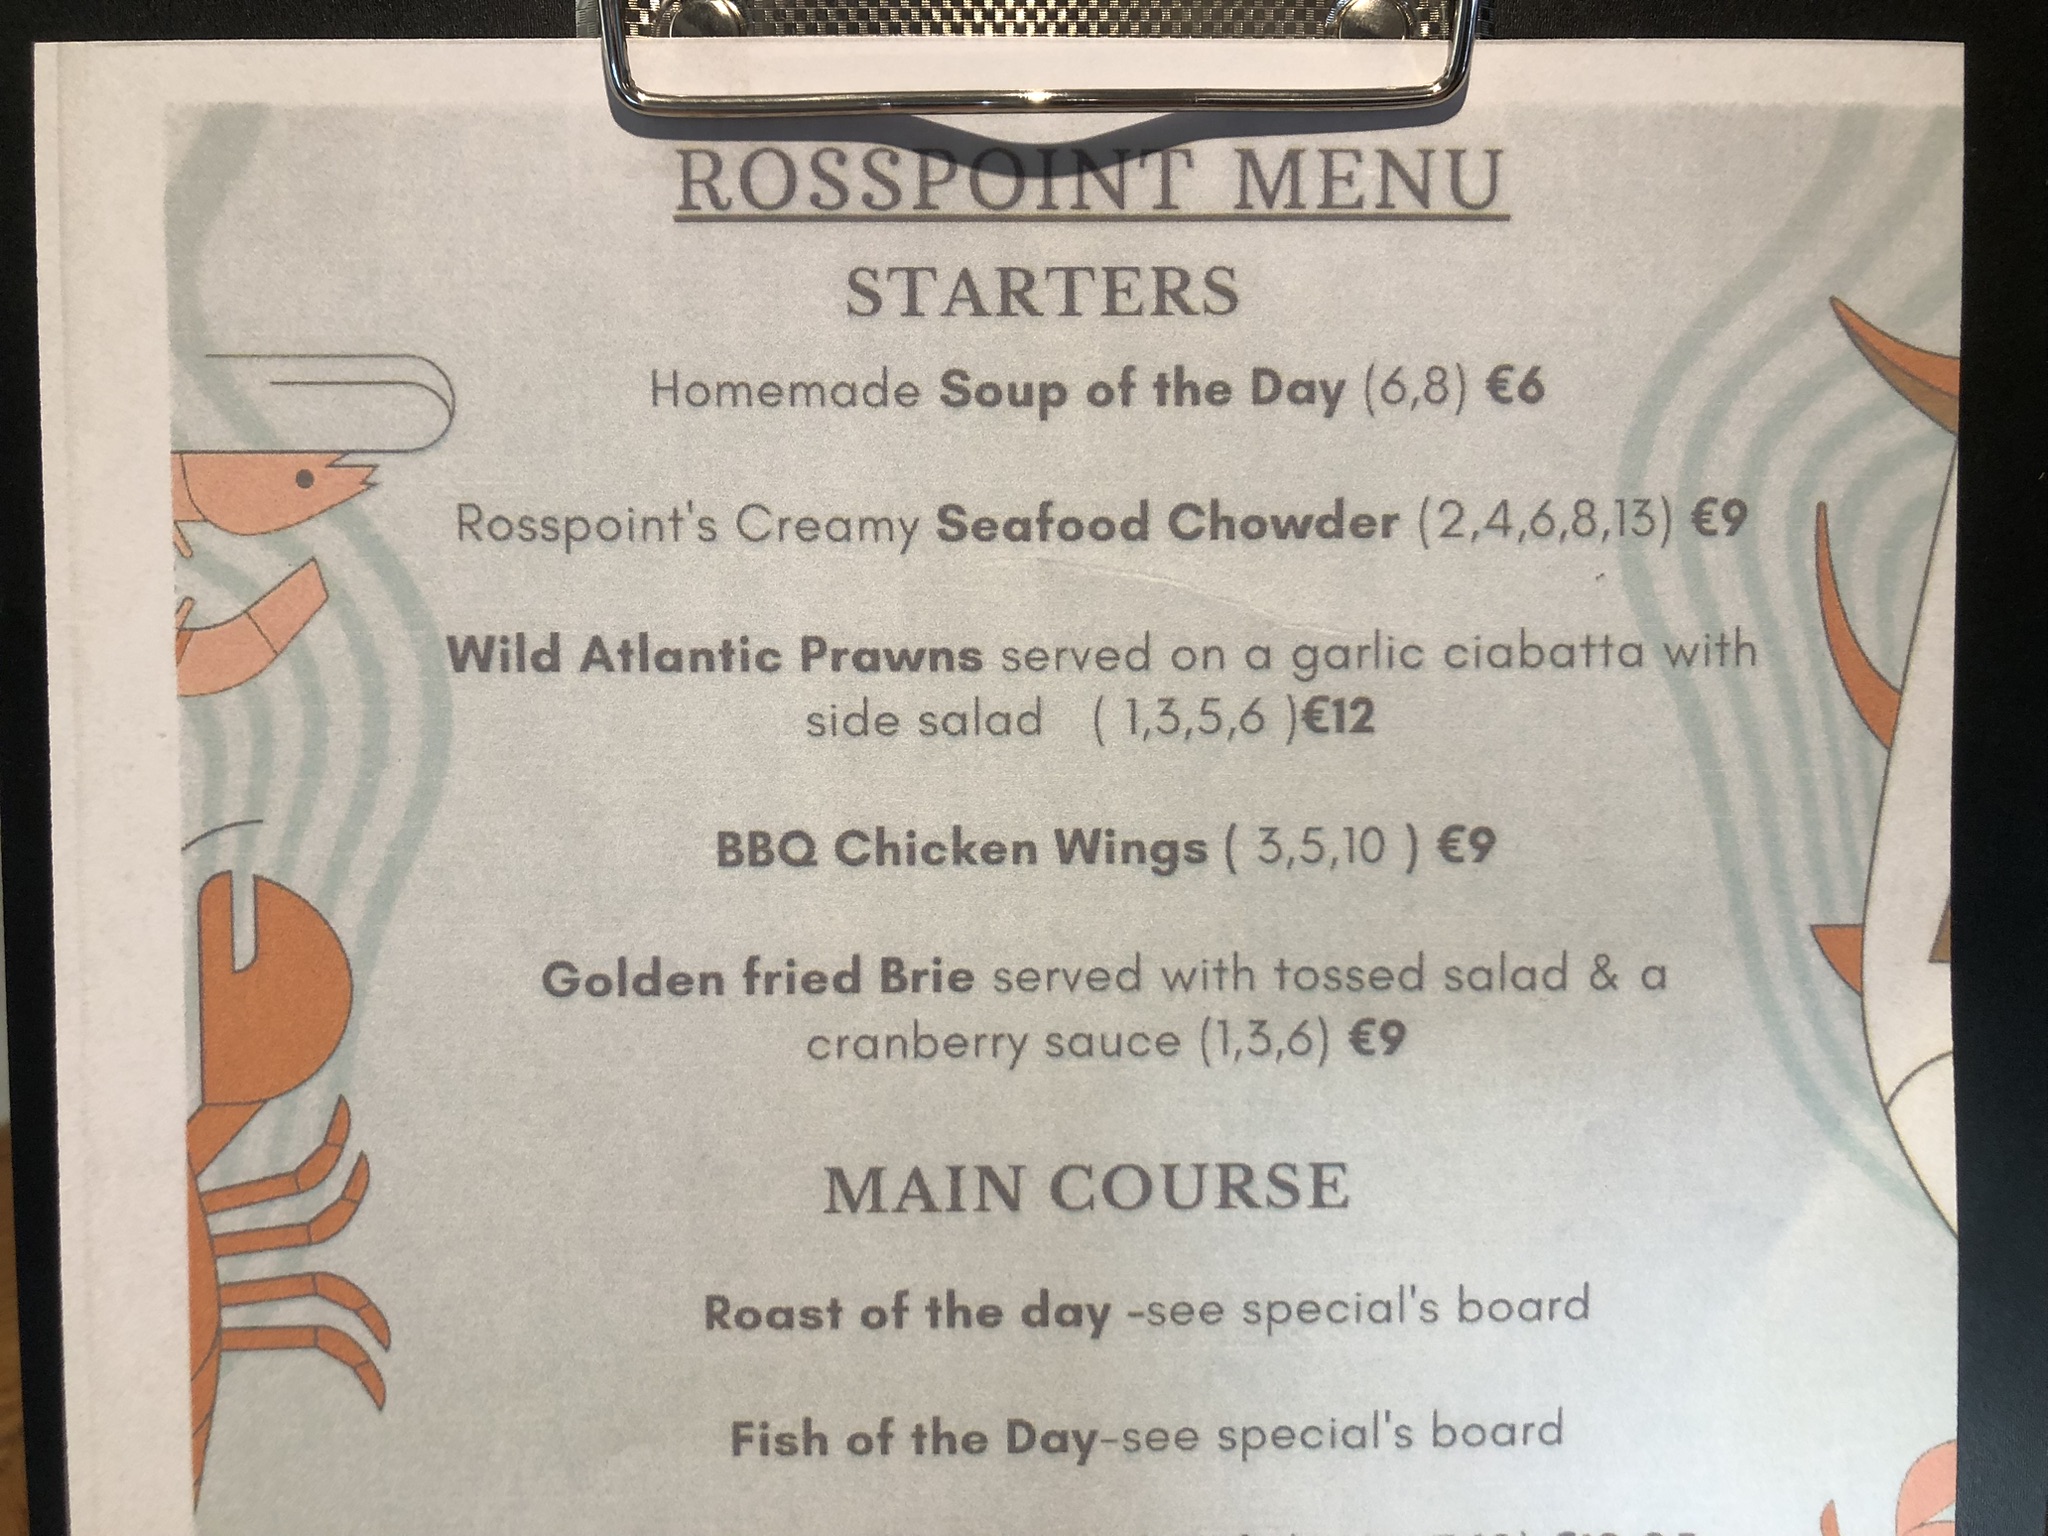 ROSSPOINT MENU
STARTERS
Homemade Soup of the Day (6,8) €6
Rosspoint's Creamy Seafood Chowder (2,4,6,8,13) €9
Wild Atlantic Prawns served on a garlic ciabatta with
side salad ( 1,3,5,6 )€12
BBQ Chicken Wings ( 3,5,10 ) €9
Golden fried Brie served with tossed salad & a
cranberry sauce (1,3,6) €9
MAIN COURSE
Roast of the day -see special's board
Fish of the Day-see special's board